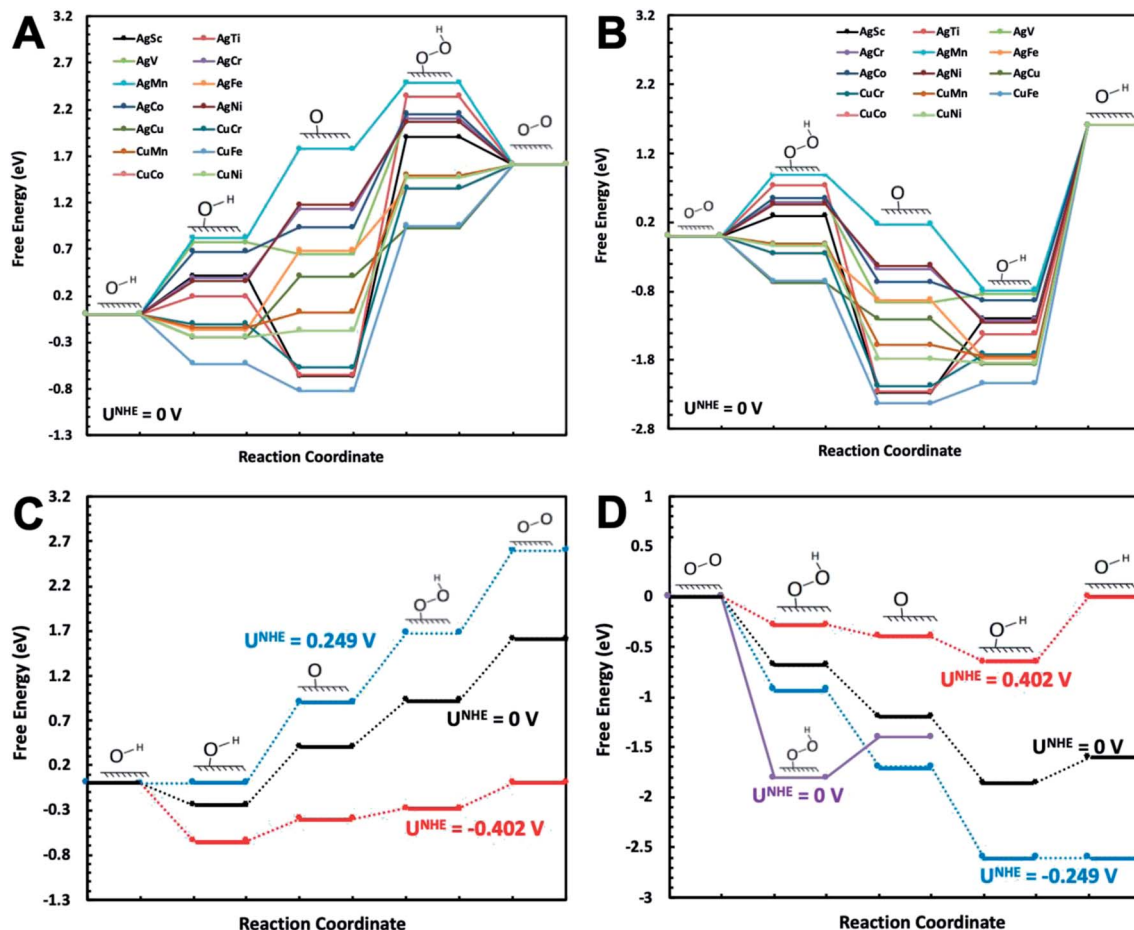 A
3.2
2.7
2.2
1.7
1.2
0.7
0.2
-0.3
-0.8
-1.3
Free Energy (eV)
AgSc AgTi
AgV AgCr
AgMn AgFe
AgCo AgNi
AgCu CuCr
CuMn CuFe
CuCo CuNi
O H
O H
O
O O H
O O
U^NHE = 0 V
Reaction Coordinate
B
3.2
2.2
1.2
0.2
-0.8
-1.8
-2.8
Free Energy (eV)
AgSc AgTi AgV
AgCr AgMn AgFe
AgCo AgNi AgCu
CuCr CuMn CuFe
CuCo CuNi
O O
O O H
O
O H
O H
U^NHE = 0 V
Reaction Coordinate
C
3.2
2.7
2.2
1.7
1.2
0.7
0.2
-0.3
-0.8
-1.3
Free Energy (eV)
O H
O H
O
O O H
O O
U^NHE = 0.249 V
U^NHE = 0 V
U^NHE = -0.402 V
Reaction Coordinate
D
1
0.5
0
-0.5
-1
-1.5
-2
-2.5
-3
Free Energy (eV)
O O
O O H
O
O H
O H
O O H
U^NHE = 0.402 V
U^NHE = 0 V
U^NHE = 0 V
U^NHE = -0.249 V
Reaction Coordinate